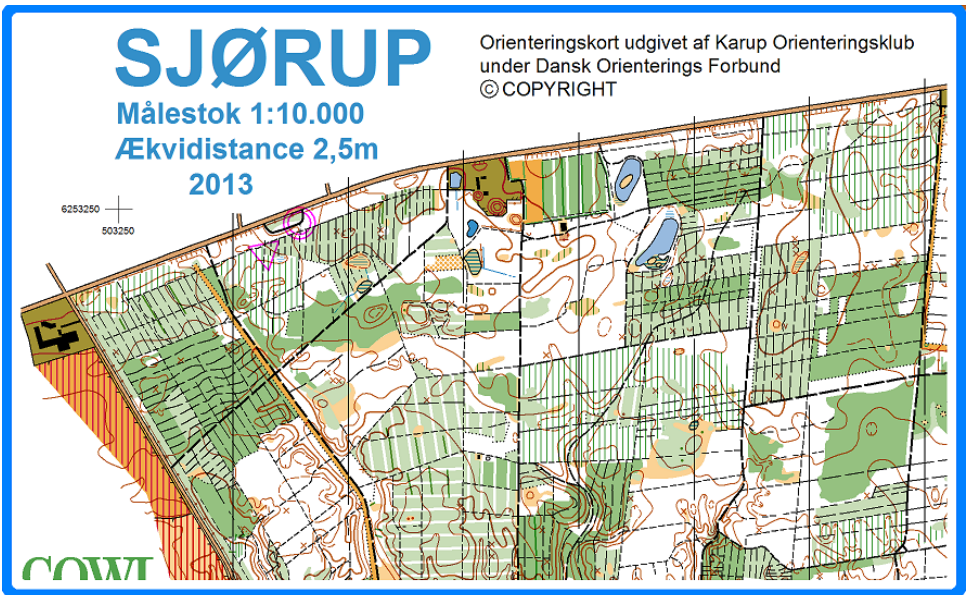 SJØRUP
Målestok 1:10.000
Ækvidistance 2,5m
2013
Orienteringskort udgivet af Karup Orienteringsklub
under Dansk Orienterings Forbund
© COPYRIGHT
6253250
503250
COWI